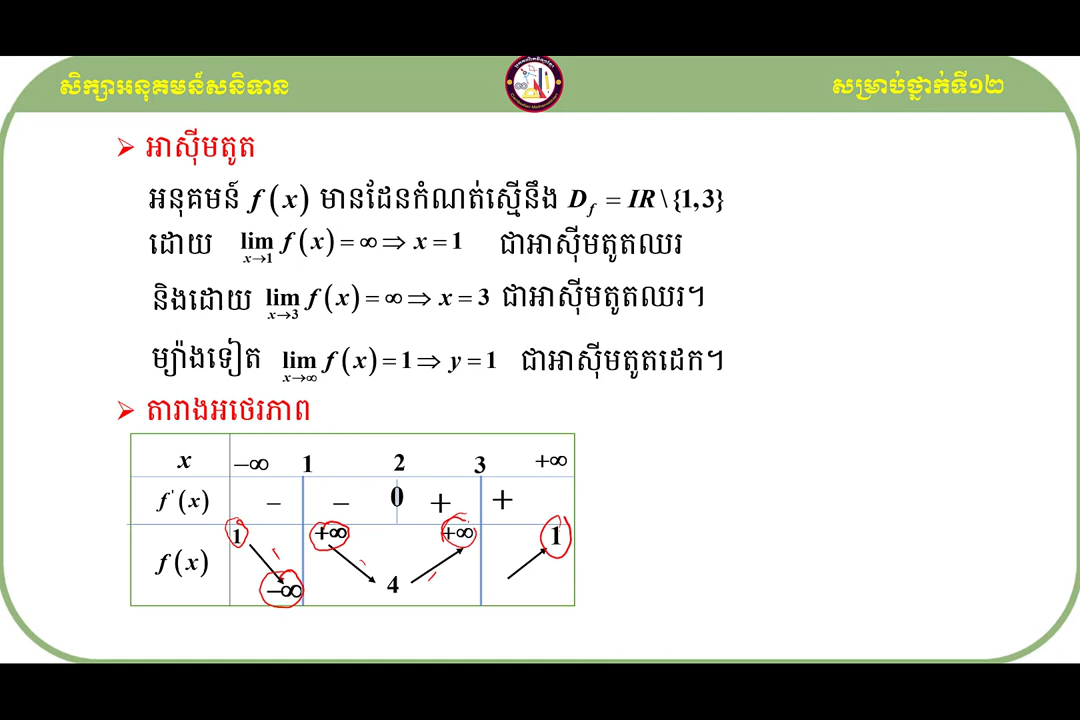 សិក្សាអនុគមន៍សនិទាន
សម្រាប់ថ្នាក់ទី១២
➢ អាស៊ីមតូត
អនុគមន៍ f(x) មានដែនកំណត់ស្មើនឹង D_f = IR \ {1,3}
ដោយ lim_{x→1} f(x) = ∞ ⇒ x = 1 ជាអាស៊ីមតូតឈរ
និងដោយ lim_{x→3} f(x) = ∞ ⇒ x = 3 ជាអាស៊ីមតូតឈរ។
ម្យ៉ាងទៀត lim_{x→∞} f(x) = 1 ⇒ y = 1 ជាអាស៊ីមតូតដេក។
➢ តារាងអថេរភាព
x −∞ 1 2 3 +∞
f'(x) − − 0 + +
f(x) 1 −∞ +∞ 4 +∞ 1